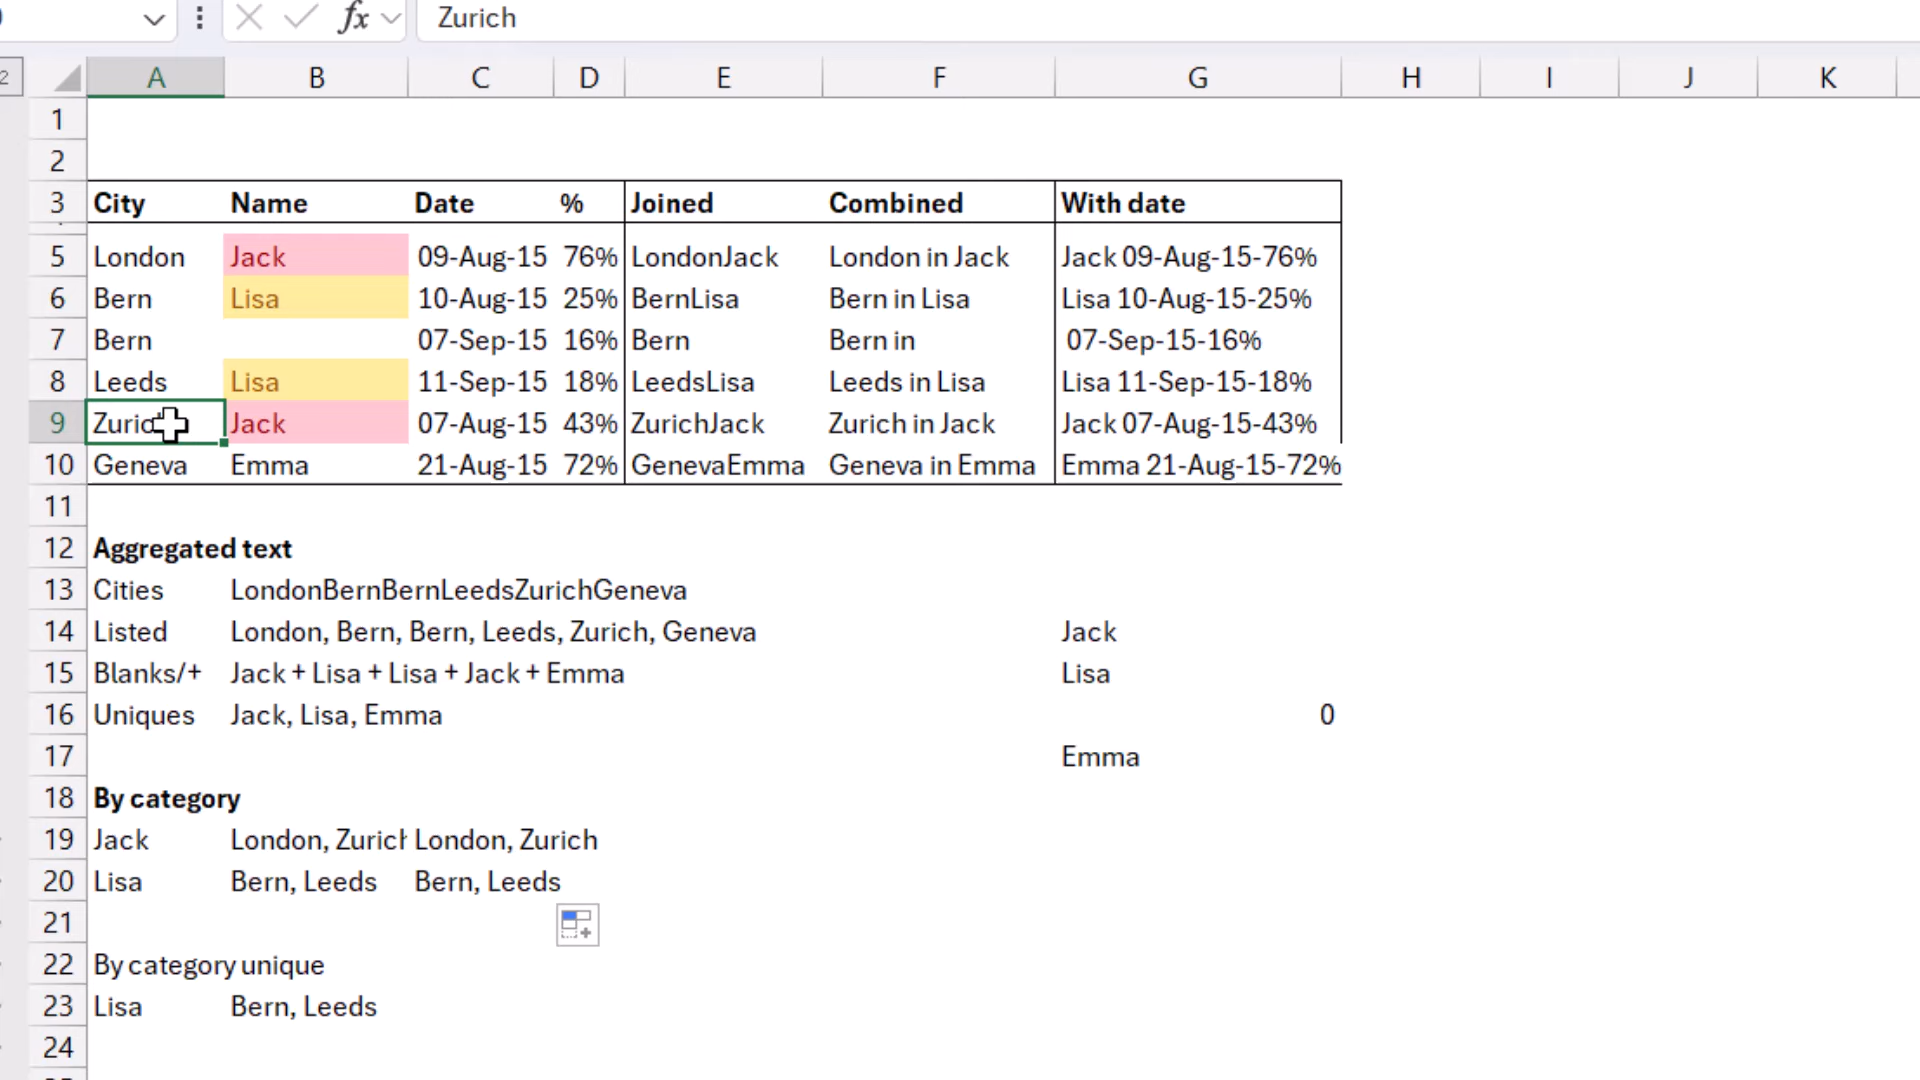 fx Zurich
2 A B C D E F G H I J K
1
2
3 City Name Date % Joined Combined With date
5 London Jack 09-Aug-15 76% LondonJack London in Jack Jack 09-Aug-15-76%
6 Bern Lisa 10-Aug-15 25% BernLisa Bern in Lisa Lisa 10-Aug-15-25%
7 Bern 07-Sep-15 16% Bern Bern in 07-Sep-15-16%
8 Leeds Lisa 11-Sep-15 18% LeedsLisa Leeds in Lisa Lisa 11-Sep-15-18%
9 Zuric Jack 07-Aug-15 43% ZurichJack Zurich in Jack Jack 07-Aug-15-43%
10 Geneva Emma 21-Aug-15 72% GenevaEmma Geneva in Emma Emma 21-Aug-15-72%
11
12 Aggregated text
13 Cities LondonBernBernLeedsZurichGeneva
14 Listed London, Bern, Bern, Leeds, Zurich, Geneva Jack
15 Blanks/+ Jack + Lisa + Lisa + Jack + Emma Lisa
16 Uniques Jack, Lisa, Emma 0
17 Emma
18 By category
19 Jack London, Zurich London, Zurich
20 Lisa Bern, Leeds Bern, Leeds
21
22 By category unique
23 Lisa Bern, Leeds
24